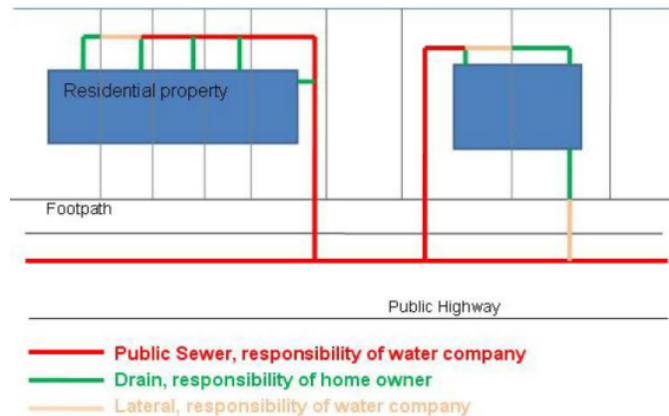 Residential property
Footpath
Public Highway
Public Sewer, responsibility of water company
Drain, responsibility of home owner
Lateral, responsibility of water company